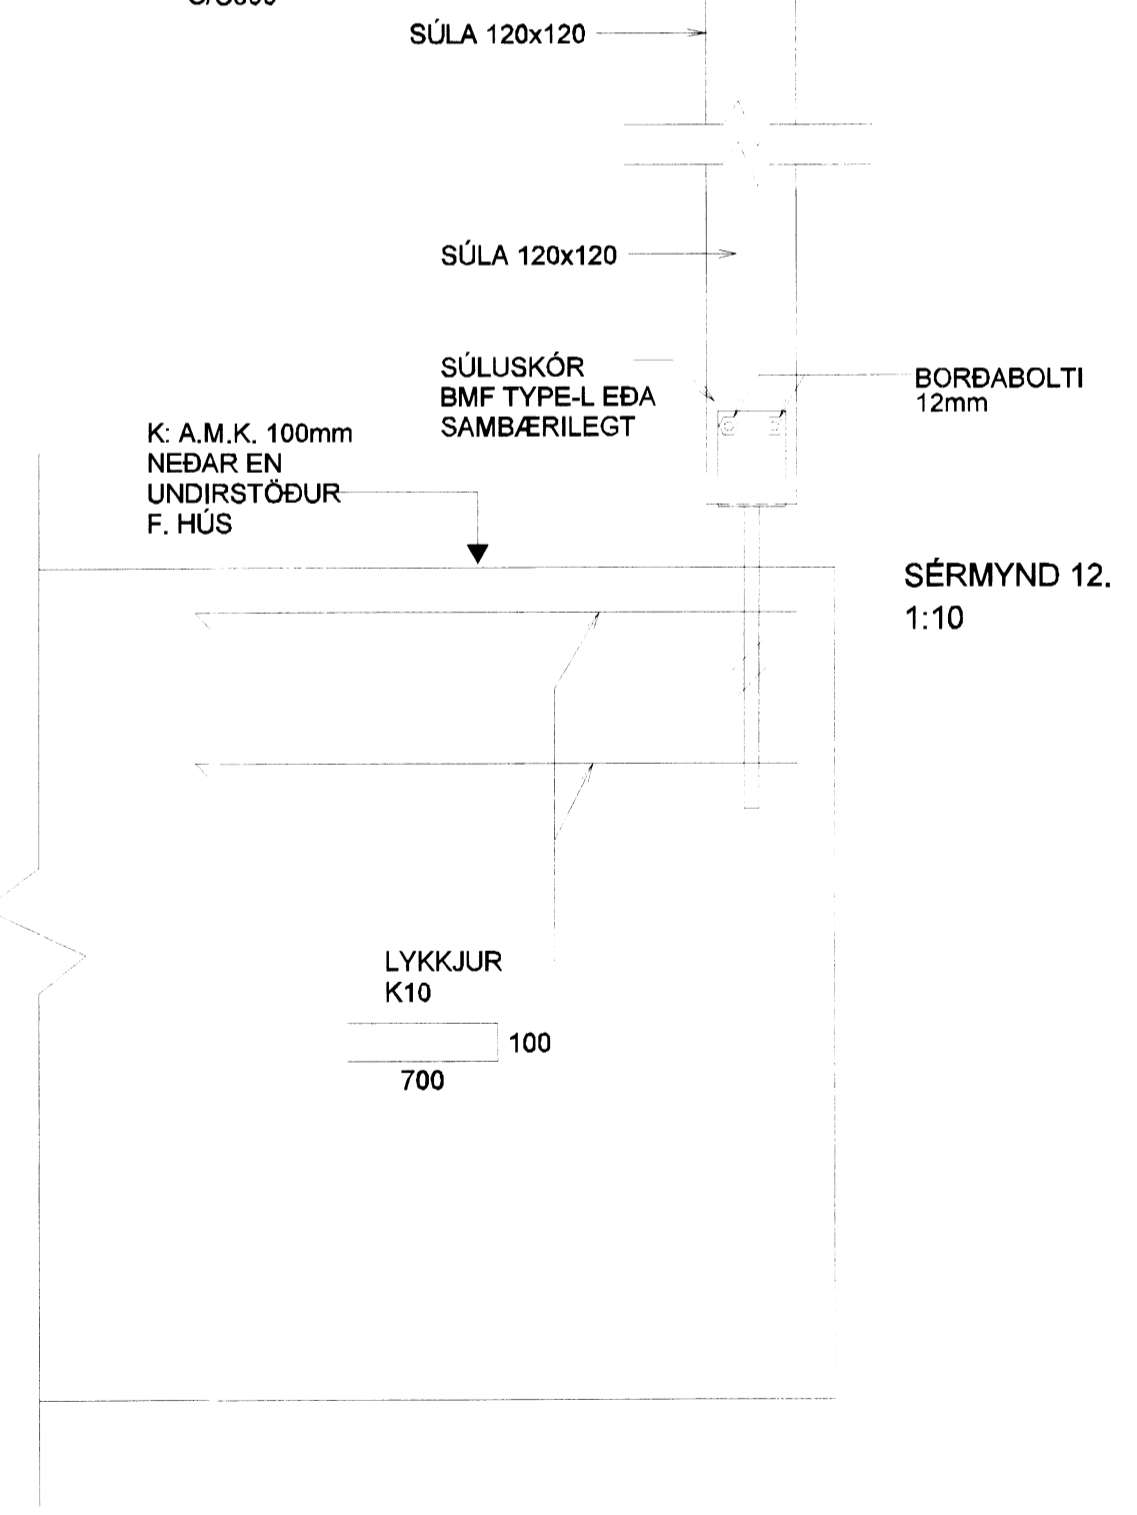 SÚLA 120x120
SÚLA 120x120
SÚLUSKÓR
BMF TYPE-L EÐA
SAMBÆRILEGT
BORÐABOLTI
12mm
K: A.M.K. 100mm
NEÐAR EN
UNDIRSTÖÐUR
F. HÚS
SÉRMYND 12.
1:10
LYKKJUR
K10
100
700